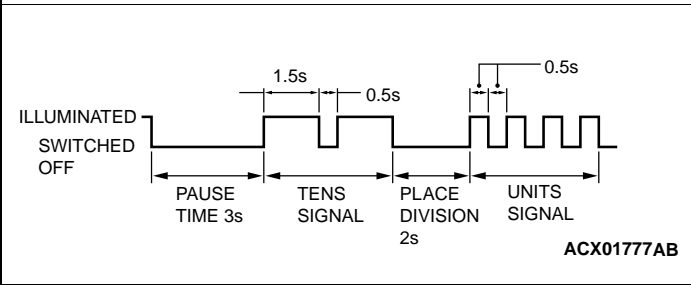 1.5s
0.5s
0.5s
ILLUMINATED
SWITCHED
OFF
PAUSE
TIME 3s
TENS
SIGNAL
PLACE
DIVISION
2s
UNITS
SIGNAL
ACX01777AB